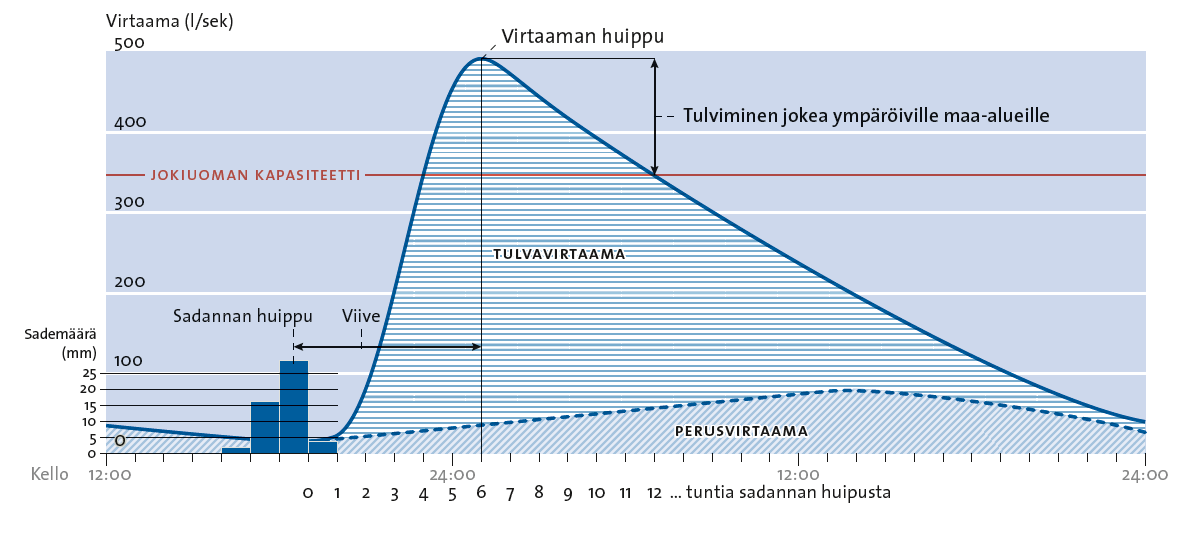 Virtaama (l/sek)
500
Virtaaman huippu
400
Tulviminen jokea ympäröiville maa-alueille
JOKIUOMAN KAPASITEETTI
300
TULVAVIRTAAMA
200
Sadannan huippu Viive
Sademäärä
(mm)
100
25
20
15
10
PERUSVIRTAAMA
5 0
0
Kello 12:00 24:00 12:00 24:00
0 1 2 3 4 5 6 7 8 9 10 11 12 ... tuntia sadannan huipusta